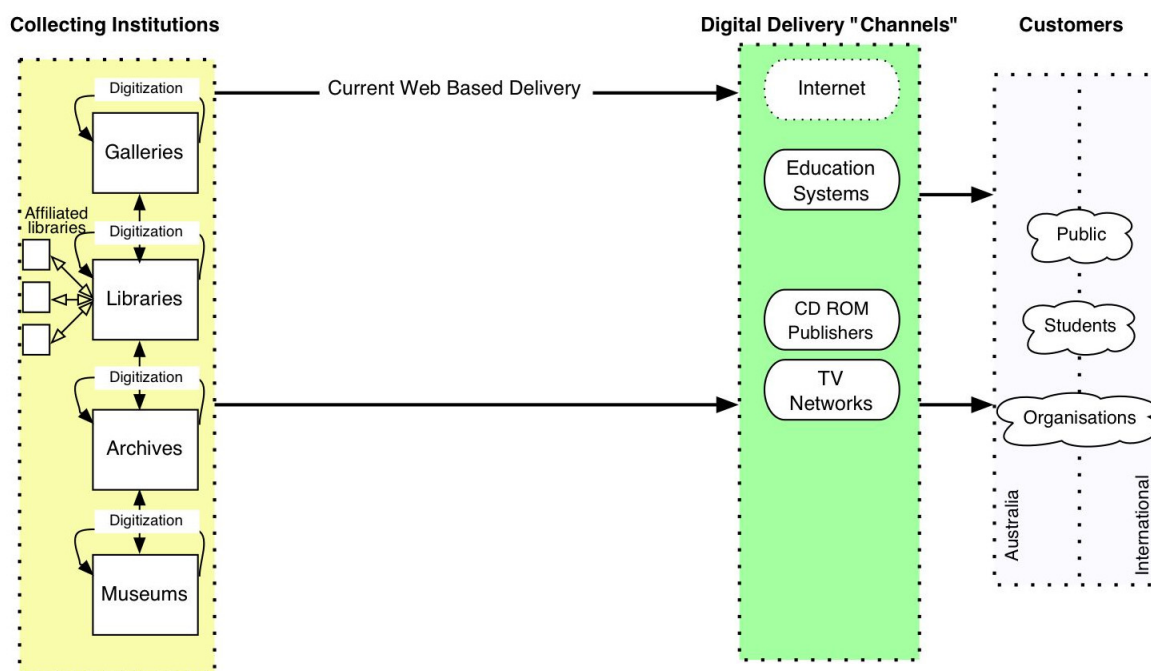 Collecting Institutions
Digital Delivery "Channels"
Customers
Digitization
Galleries
Current Web Based Delivery
Internet
Education
Systems
Affiliated
libraries
Digitization
Libraries
Public
CD ROM
Publishers
Students
Digitization
Archives
TV
Networks
Organisations
Australia
International
Digitization
Museums